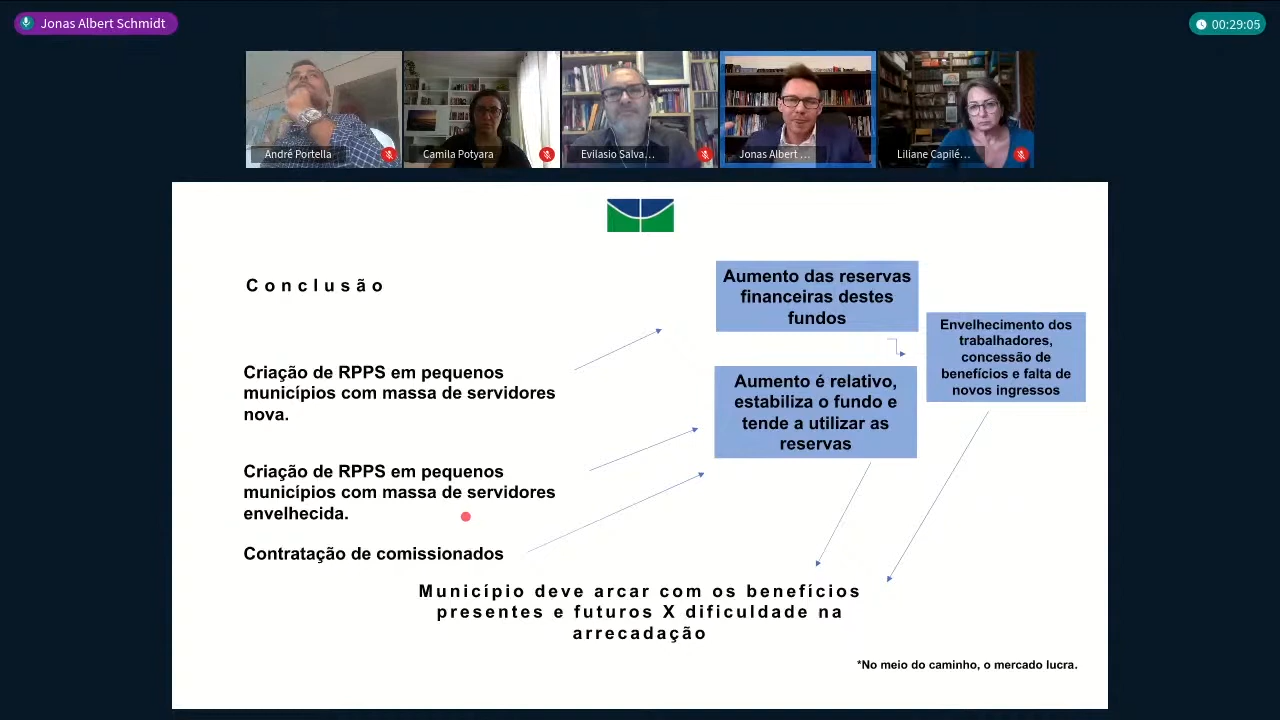 Jonas Albert Schmidt
00:29:05
André Portella
Camila Potyara
Evilasio Salva…
Jonas Albert …
Liliane Capilé…
Conclusão
Aumento das reservas
financeiras destes
fundos
Envelhecimento dos
trabalhadores,
concessão de
benefícios e falta de
novos ingressos
Criação de RPPS em pequenos
municípios com massa de servidores
nova.
Aumento é relativo,
estabiliza o fundo e
tende a utilizar as
reservas
Criação de RPPS em pequenos
municípios com massa de servidores
envelhecida.
Contratação de comissionados
Município deve arcar com os benefícios
presentes e futuros X dificuldade na
arrecadação
*No meio do caminho, o mercado lucra.